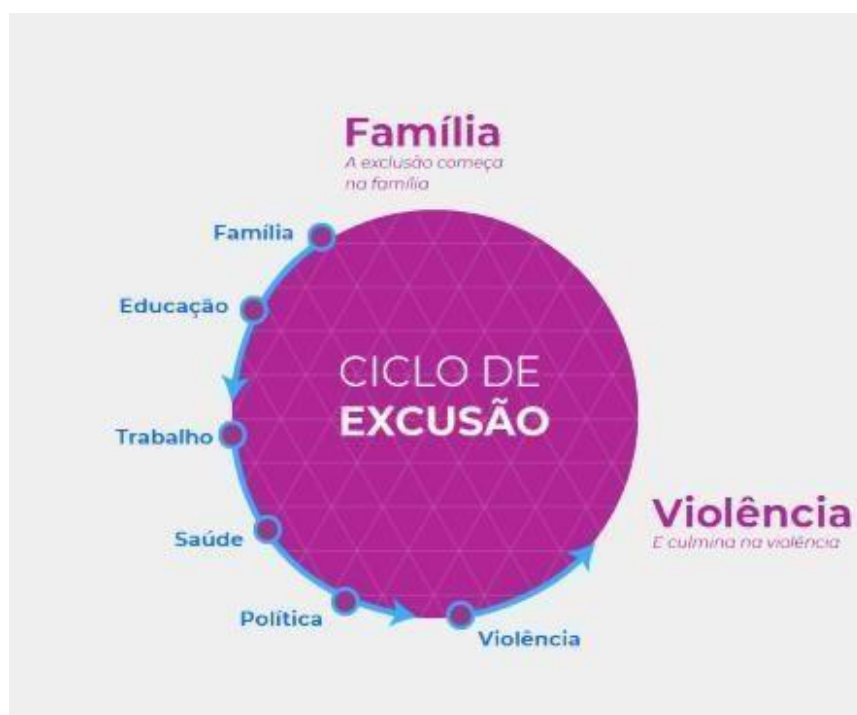 Família
A exclusão começa
na família
Família
Educação
CICLO DE
EXCUSÃO
Trabalho
Violência
E culmina na violência
Saúde
Política
Violência